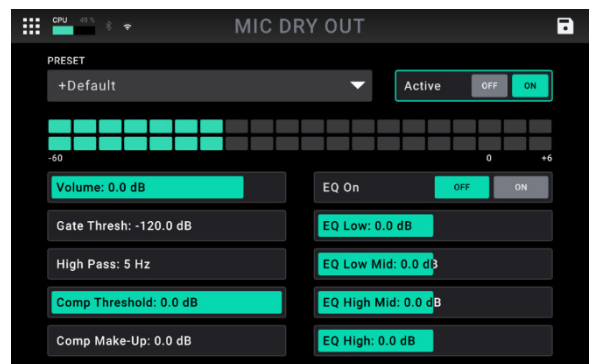 CPU 49 %
MIC DRY OUT
PRESET
+Default
Active OFF ON
-60 0 +6
Volume: 0.0 dB
EQ On OFF ON
Gate Thresh: -120.0 dB
EQ Low: 0.0 dB
High Pass: 5 Hz
EQ Low Mid: 0.0 dB
Comp Threshold: 0.0 dB
EQ High Mid: 0.0 dB
Comp Make-Up: 0.0 dB
EQ High: 0.0 dB